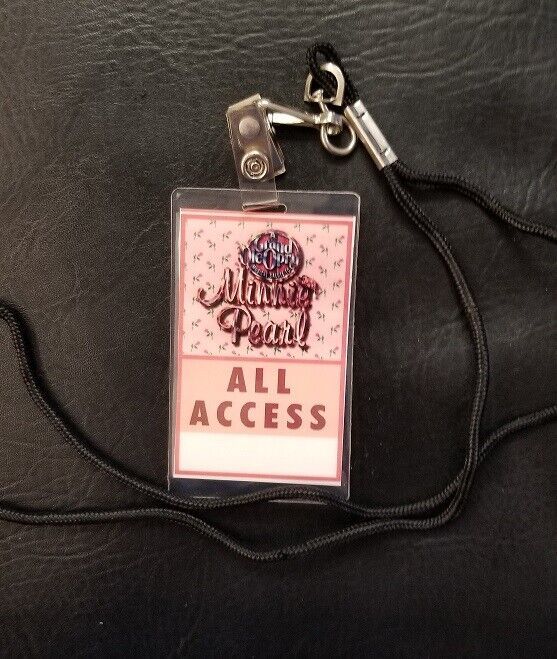 Grand
Ole Opry
Minnie
Pearl
ALL
ACCESS